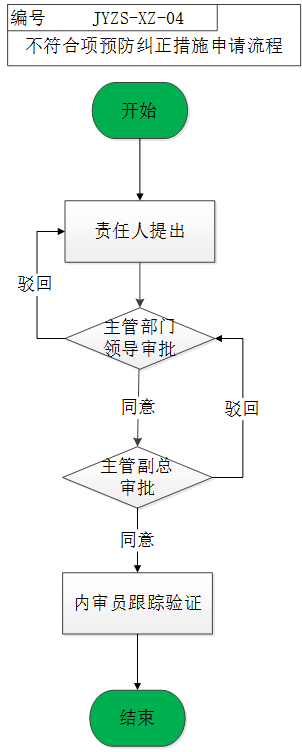 编号 JYZS-XZ-04
不符合项预防纠正措施申请流程
开始
责任人提出
驳回
主管部门
领导审批
同意
驳回
主管副总
审批
同意
内审员跟踪验证
结束